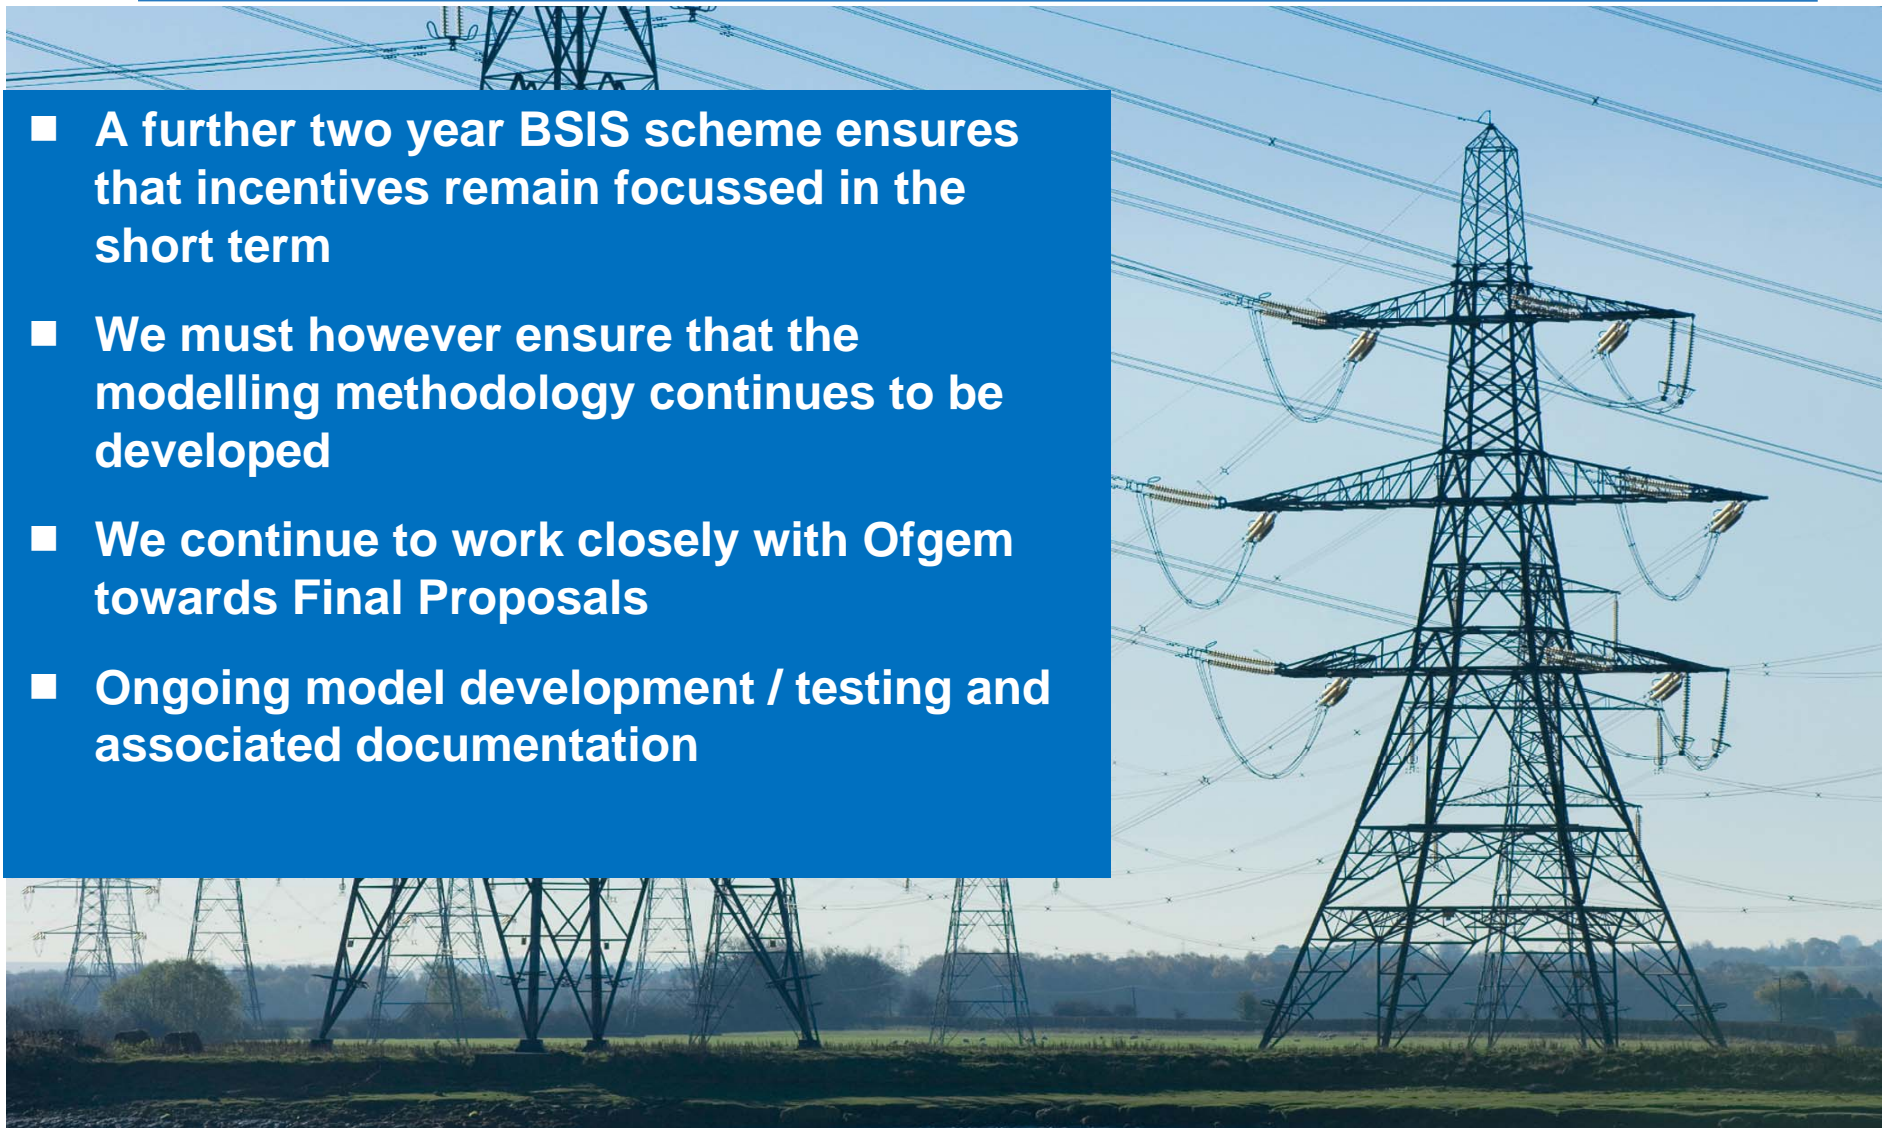 ■ A further two year BSIS scheme ensures
that incentives remain focussed in the
short term
■ We must however ensure that the
modelling methodology continues to be
developed
■ We continue to work closely with Ofgem
towards Final Proposals
■ Ongoing model development / testing and
associated documentation